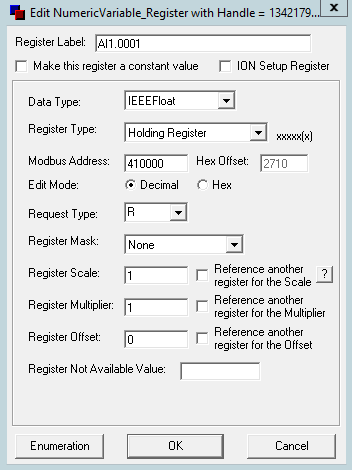 Edit NumericVariable_Register with Handle = 1342179...
Register Label: AI1.0001
Make this register a constant value ION Setup Register
Data Type: IEEEFloat
Register Type: Holding Register xxxxx(x)
Modbus Address: 410000 Hex Offset: 2710
Edit Mode: Decimal Hex
Request Type: R
Register Mask: None
Register Scale: 1 Reference another register for the Scale ?
Register Multiplier: 1 Reference another register for the Multiplier
Register Offset: 0 Reference another register for the Offset
Register Not Available Value:
Enumeration OK Cancel